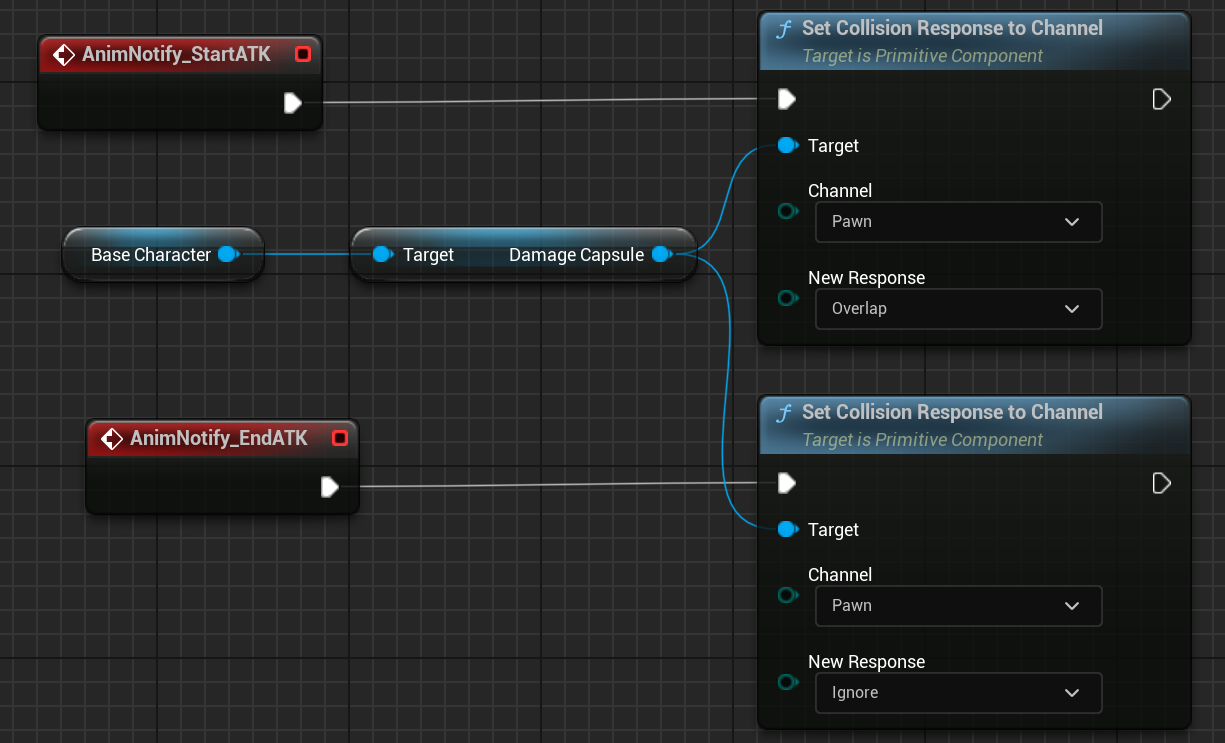 AnimNotify_StartATK
Set Collision Response to Channel
Target is Primitive Component
Target
Channel
Pawn
New Response
Overlap
Base Character
Target Damage Capsule
AnimNotify_EndATK
Set Collision Response to Channel
Target is Primitive Component
Target
Channel
Pawn
New Response
Ignore